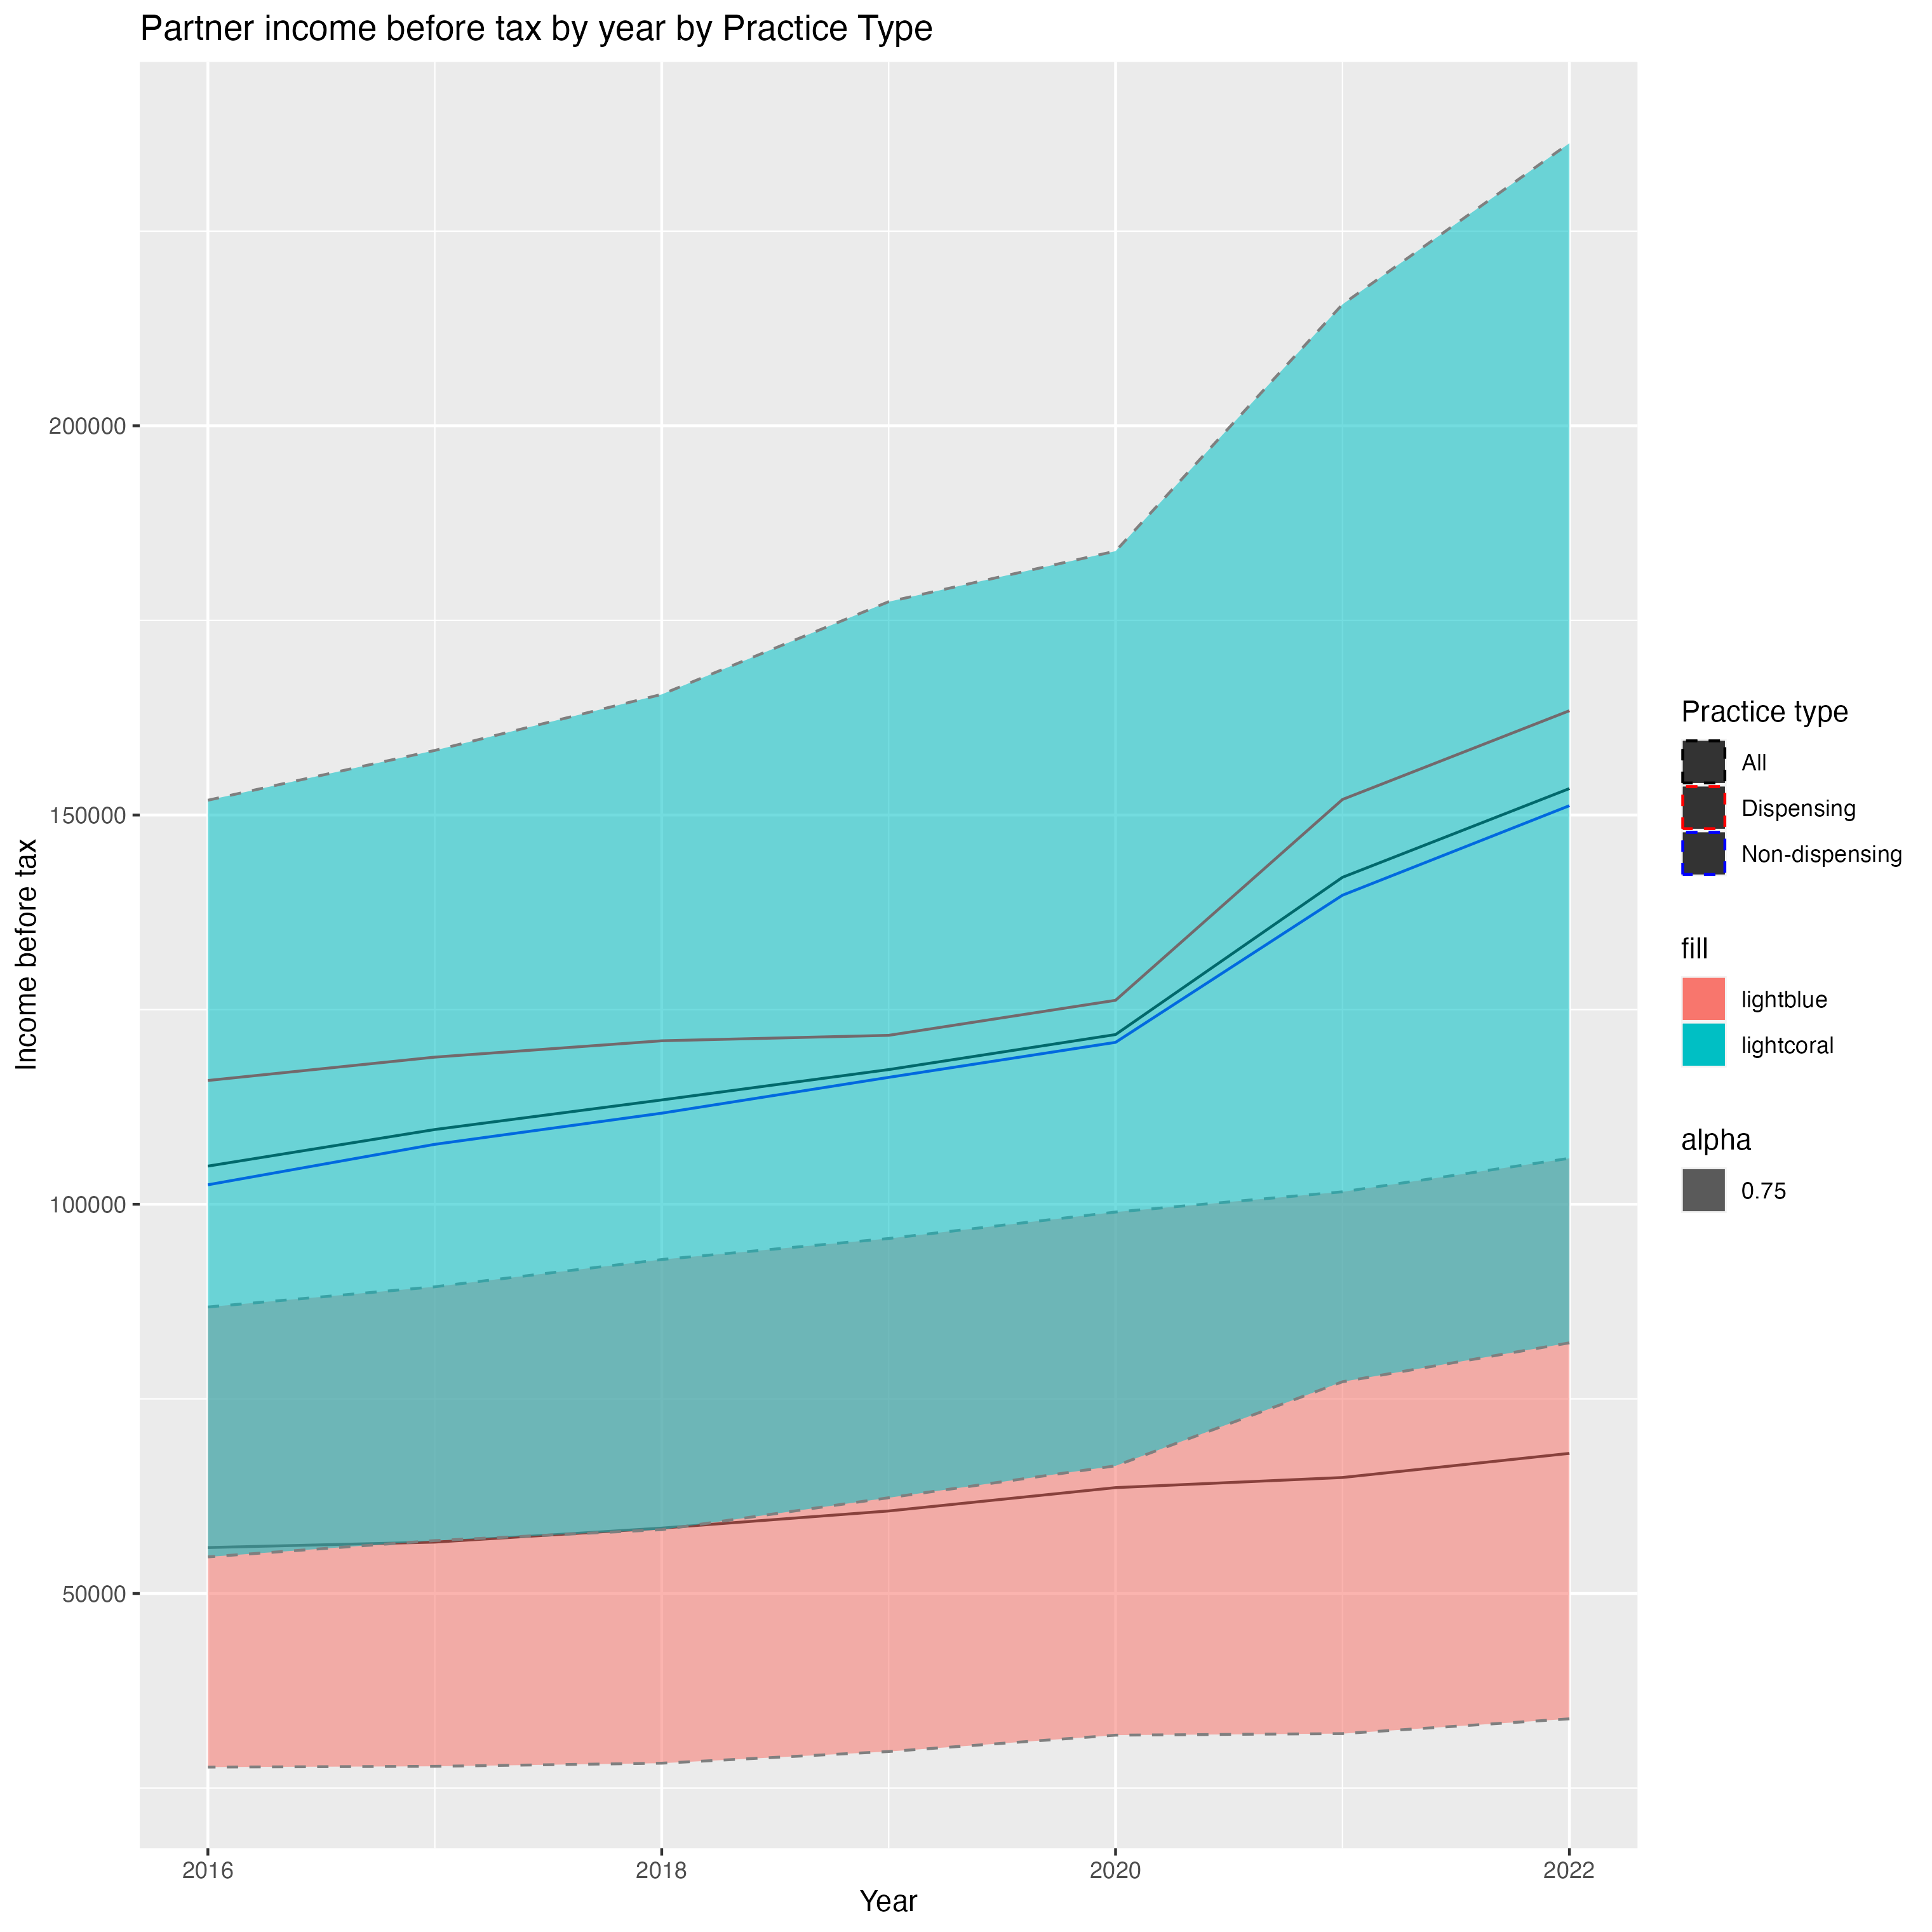 Partner income before tax by year by Practice Type
Income before tax
200000
150000
100000
50000
2016
2018
2020
2022
Year
Practice type
All
Dispensing
Non-dispensing
fill
lightblue
lightcoral
alpha
0.75